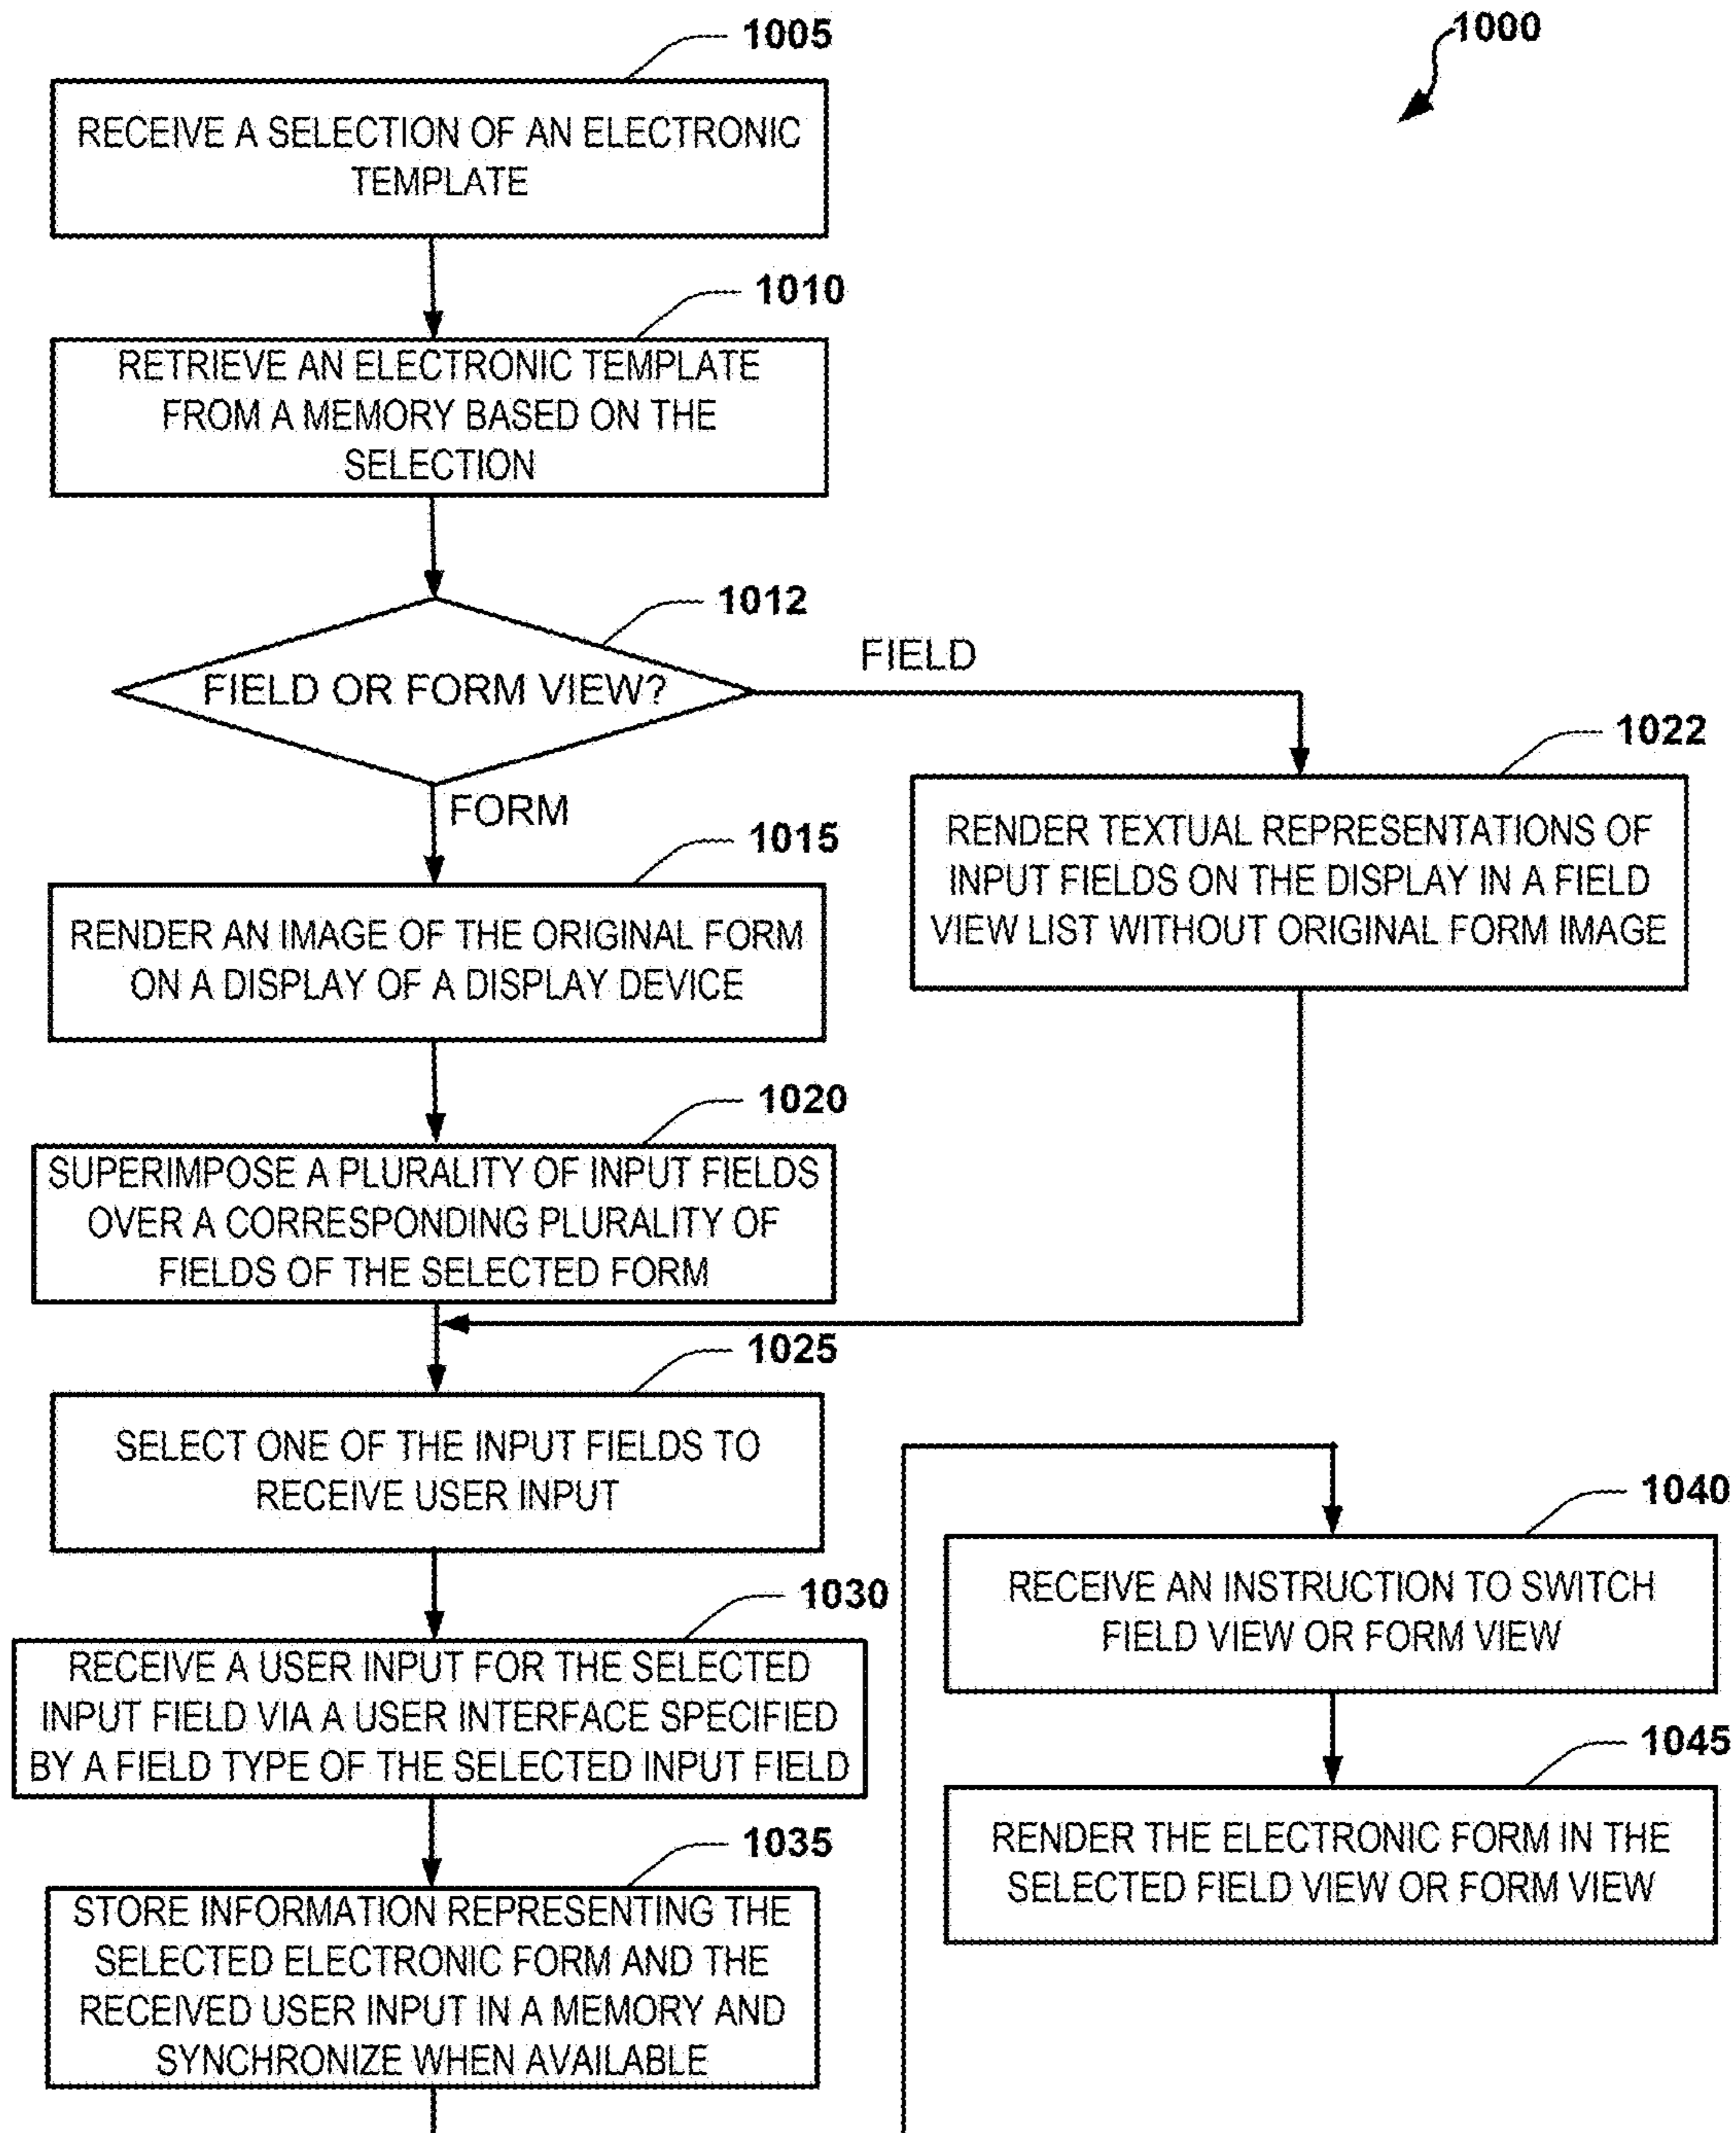 1000
1005
RECEIVE A SELECTION OF AN ELECTRONIC
TEMPLATE
1010
RETRIEVE AN ELECTRONIC TEMPLATE
FROM A MEMORY BASED ON THE
SELECTION
1012
FIELD OR FORM VIEW?
FIELD
FORM
1022
RENDER TEXTUAL REPRESENTATIONS OF
INPUT FIELDS ON THE DISPLAY IN A FIELD
VIEW LIST WITHOUT ORIGINAL FORM IMAGE
1015
RENDER AN IMAGE OF THE ORIGINAL FORM
ON A DISPLAY OF A DISPLAY DEVICE
1020
SUPERIMPOSE A PLURALITY OF INPUT FIELDS
OVER A CORRESPONDING PLURALITY OF
FIELDS OF THE SELECTED FORM
1025
SELECT ONE OF THE INPUT FIELDS TO
RECEIVE USER INPUT
1030
RECEIVE A USER INPUT FOR THE SELECTED
INPUT FIELD VIA A USER INTERFACE SPECIFIED
BY A FIELD TYPE OF THE SELECTED INPUT FIELD
1035
STORE INFORMATION REPRESENTING THE
SELECTED ELECTRONIC FORM AND THE
RECEIVED USER INPUT IN A MEMORY AND
SYNCHRONIZE WHEN AVAILABLE
1040
RECEIVE AN INSTRUCTION TO SWITCH
FIELD VIEW OR FORM VIEW
1045
RENDER THE ELECTRONIC FORM IN THE
SELECTED FIELD VIEW OR FORM VIEW